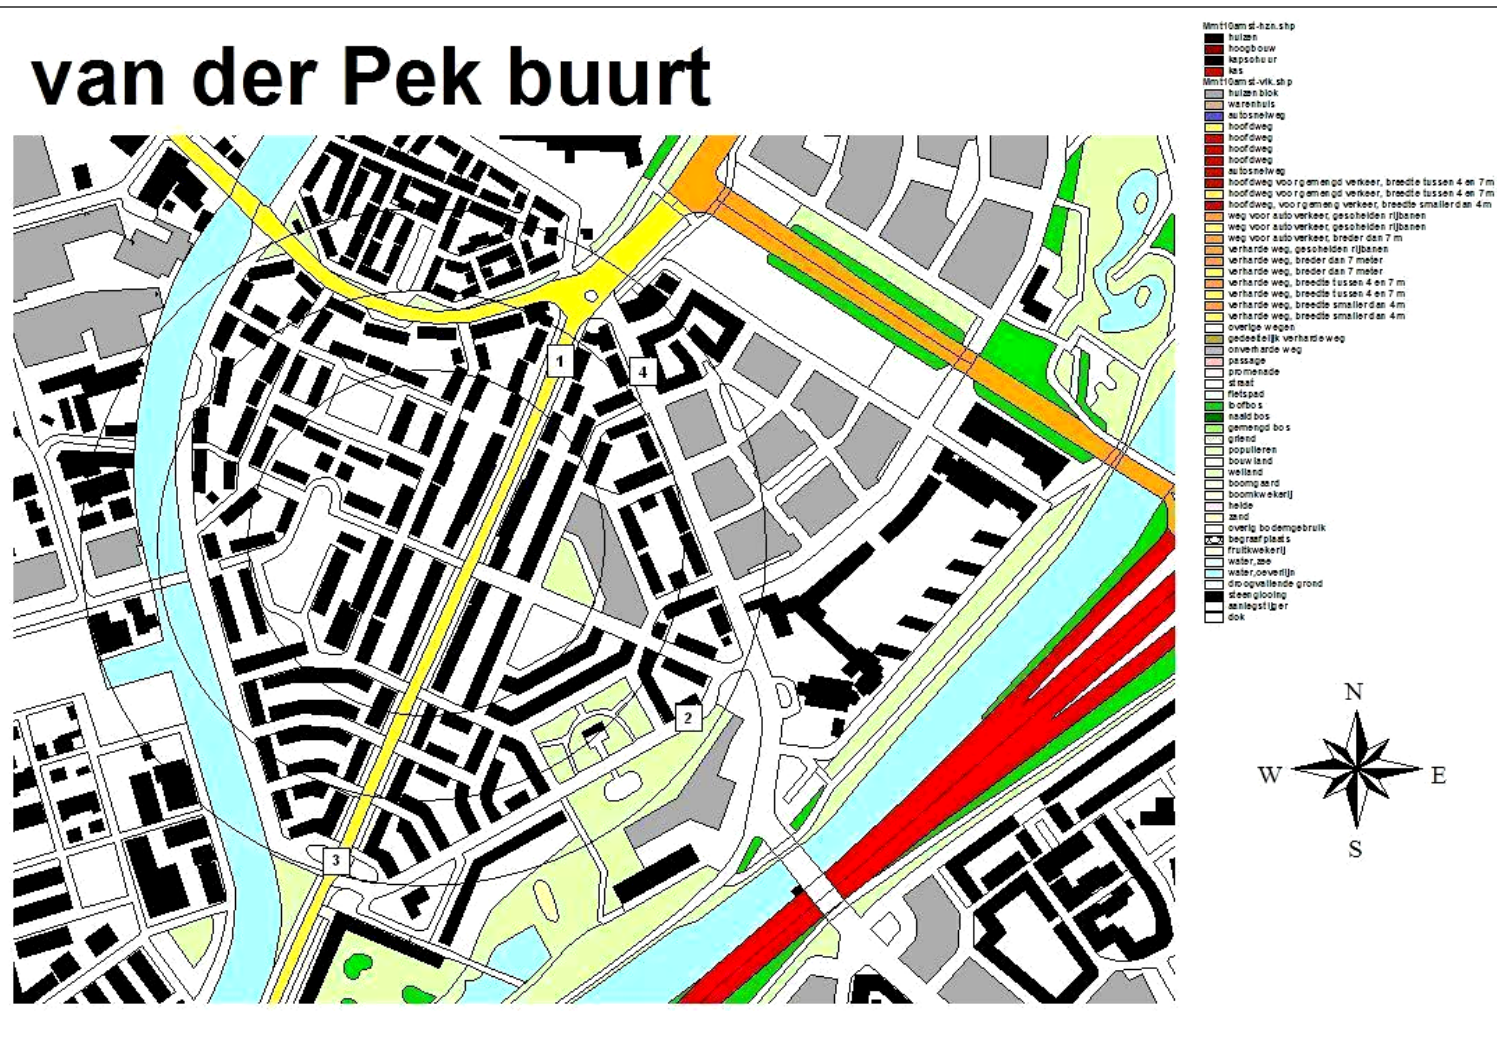 van der Pek buurt
Mmt10amst-hzn.shp
huizen
hoogbouw
kapschuur
kas
Mmt10amst-vlk.shp
huizenblok
warenhuis
autosnelweg
hoofdweg
hoofdweg
hoofdweg
hoofdweg
autosnelweg
hoofdweg voor gemengd verkeer, breedte tussen 4 en 7 m
hoofdweg voor gemengd verkeer, breedte tussen 4 en 7 m
hoofdweg, voor gemeng verkeer, breedte smaller dan 4 m
weg voor autoverkeer, gescheiden rijbanen
weg voor autoverkeer, gescheiden rijbanen
weg voor autoverkeer, breder dan 7 m
verharde weg, gescheiden rijbanen
verharde weg, breder dan 7 meter
verharde weg, breder dan 7 meter
verharde weg, breedte tussen 4 en 7 m
verharde weg, breedte tussen 4 en 7 m
verharde weg, breedte smaller dan 4 m
verharde weg, breedte smaller dan 4 m
overige wegen
gedeeltelijk verharde weg
onverharde weg
passage
promenade
straat
fietspad
loofbos
naaldbos
gemengd bos
griend
populieren
bouwland
weiland
boomgaard
boomkwekerij
heide
zand
overig bodemgebruik
begraafplaats
fruitkwekerij
water,zee
water,oeverlijn
droogvallende grond
steenglooing
aanlegstijger
dok
1
4
2
3
N
W
E
S